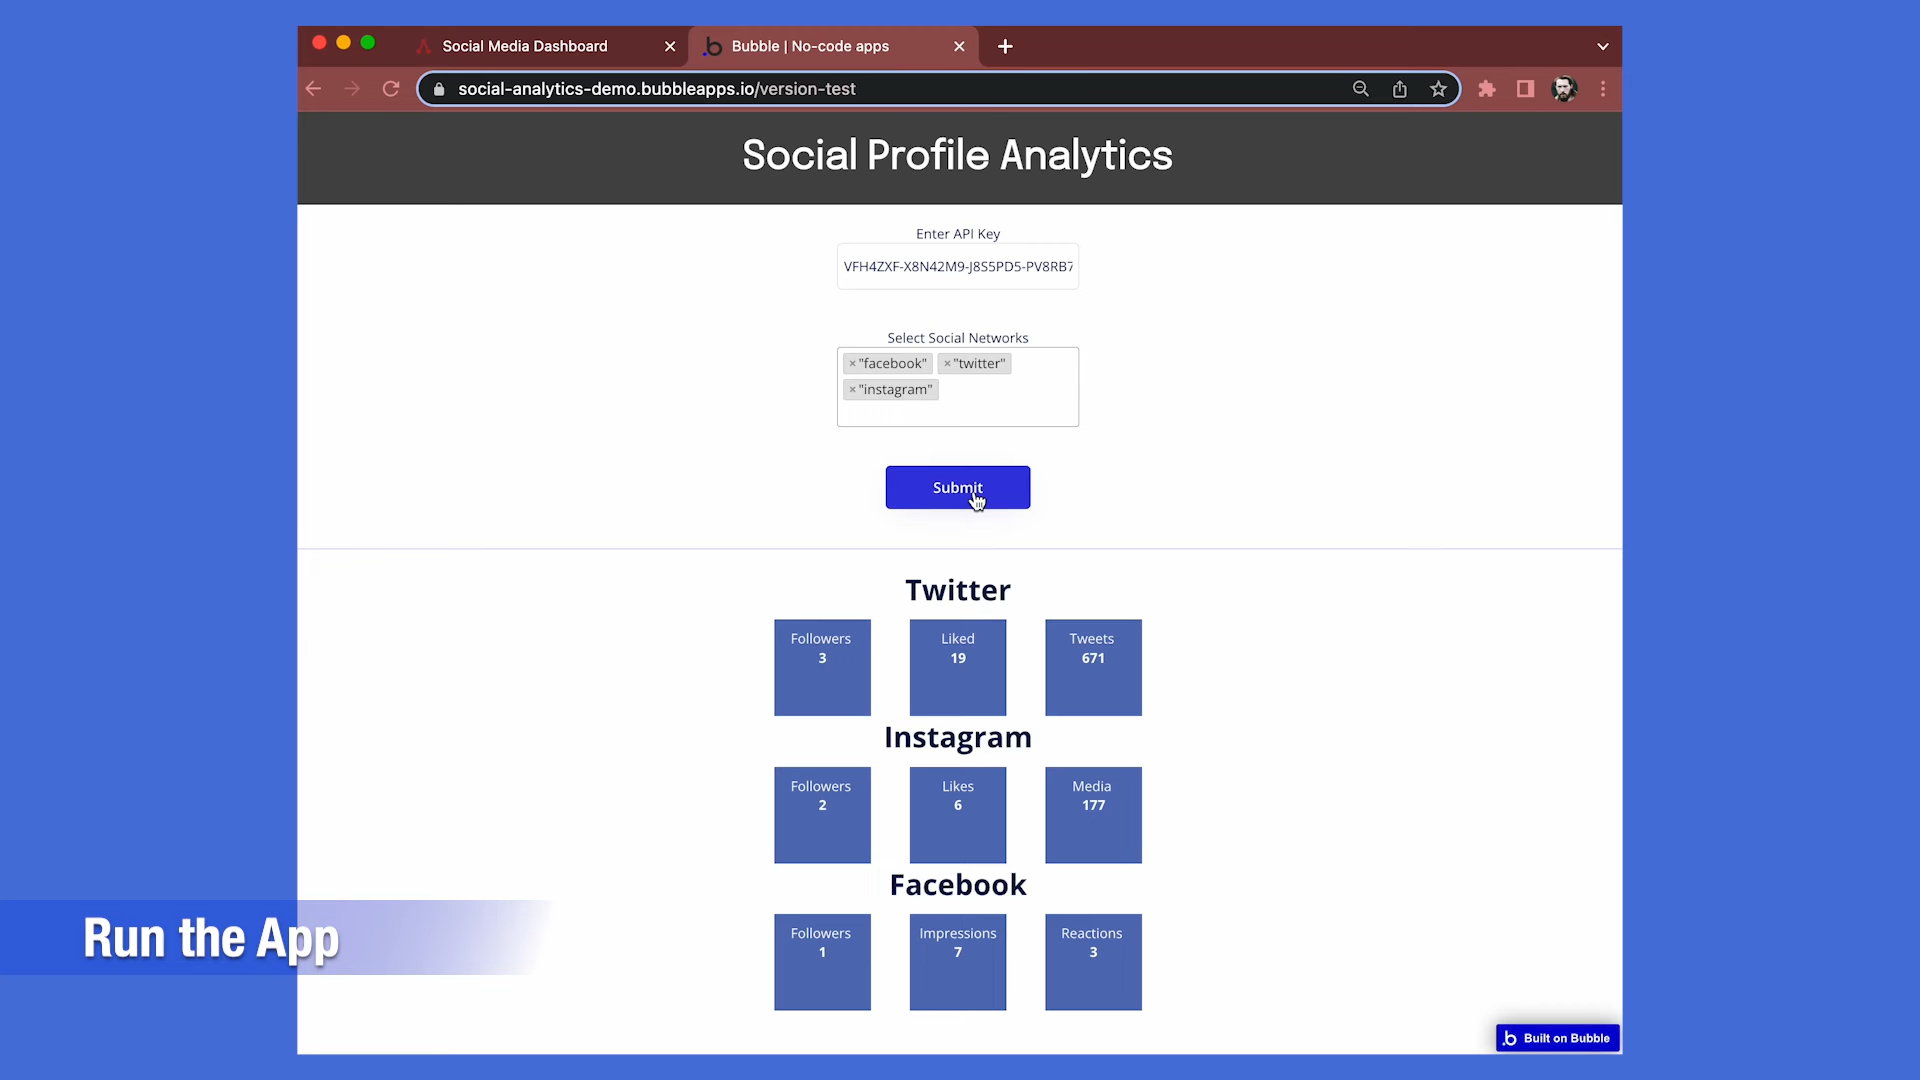 Social Media Dashboard
Bubble | No-code apps
social-analytics-demo.bubbleapps.io/version-test
Social Profile Analytics
Enter API Key
VFH4ZXF-X8N42M9-J8S5PD5-PV8RB7
Select Social Networks
×"facebook" ×"twitter"
×"instagram"
Submit
Twitter
Followers Liked Tweets
3 19 671
Instagram
Followers Likes Media
2 6 177
Facebook
Followers Impressions Reactions
1 7 3
Run the App
b Built on Bubble